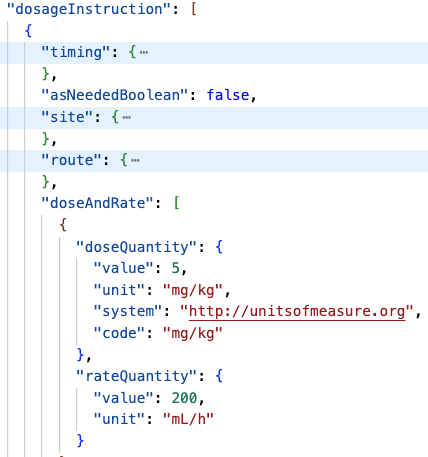 "dosageInstruction": [
{
"timing": {⋯
},
"asNeededBoolean": false,
"site": {⋯
},
"route": {⋯
},
"doseAndRate": [
{
"doseQuantity": {
"value": 5,
"unit": "mg/kg",
"system": "http://unitsofmeasure.org",
"code": "mg/kg"
},
"rateQuantity": {
"value": 200,
"unit": "mL/h"
}